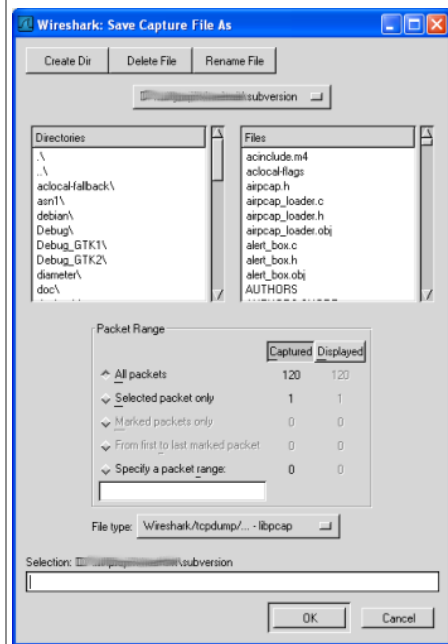 Wireshark: Save Capture File As
Create Dir Delete File Rename File
\subversion
Directories
.\
..\
aclocal-fallback\
asn1\
debian\
Debug\
Debug_GTK1\
Debug_GTK2\
diameter\
doc\
Files
acinclude.m4
aclocal-flags
airpcap.h
airpcap_loader.c
airpcap_loader.h
airpcap_loader.obj
alert_box.c
alert_box.h
alert_box.obj
AUTHORS
Packet Range
Captured Displayed
All packets 120 120
Selected packet only 1 1
Marked packets only 0 0
From first to last marked packet 0 0
Specify a packet range: 0 0
File type: Wireshark/tcpdump/... - libpcap
Selection: \subversion
OK Cancel